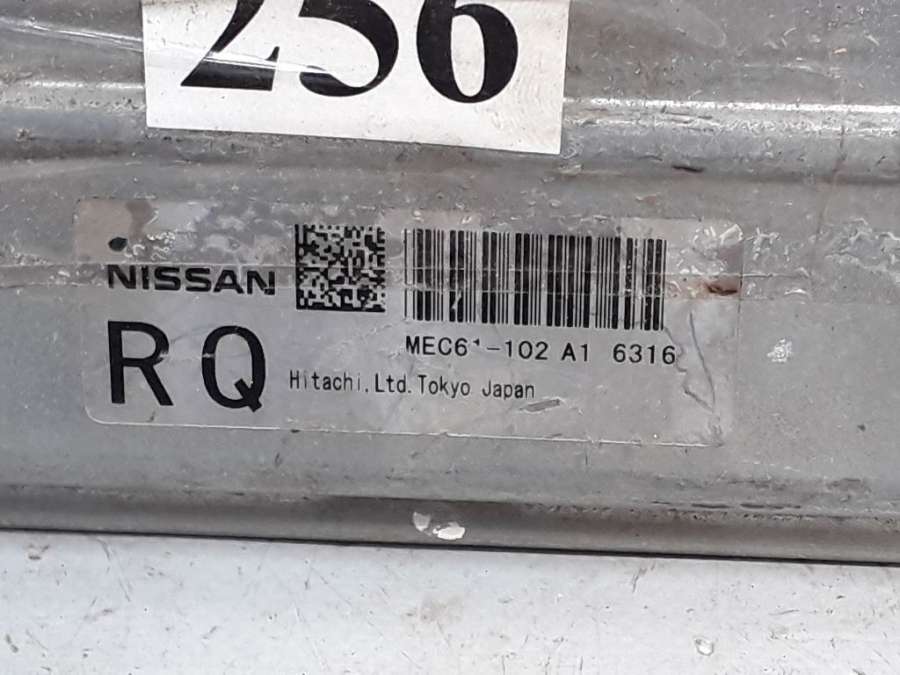 256
NISSAN
RQ
MEC61-102 A1 6316
Hitachi,Ltd.Tokyo Japan